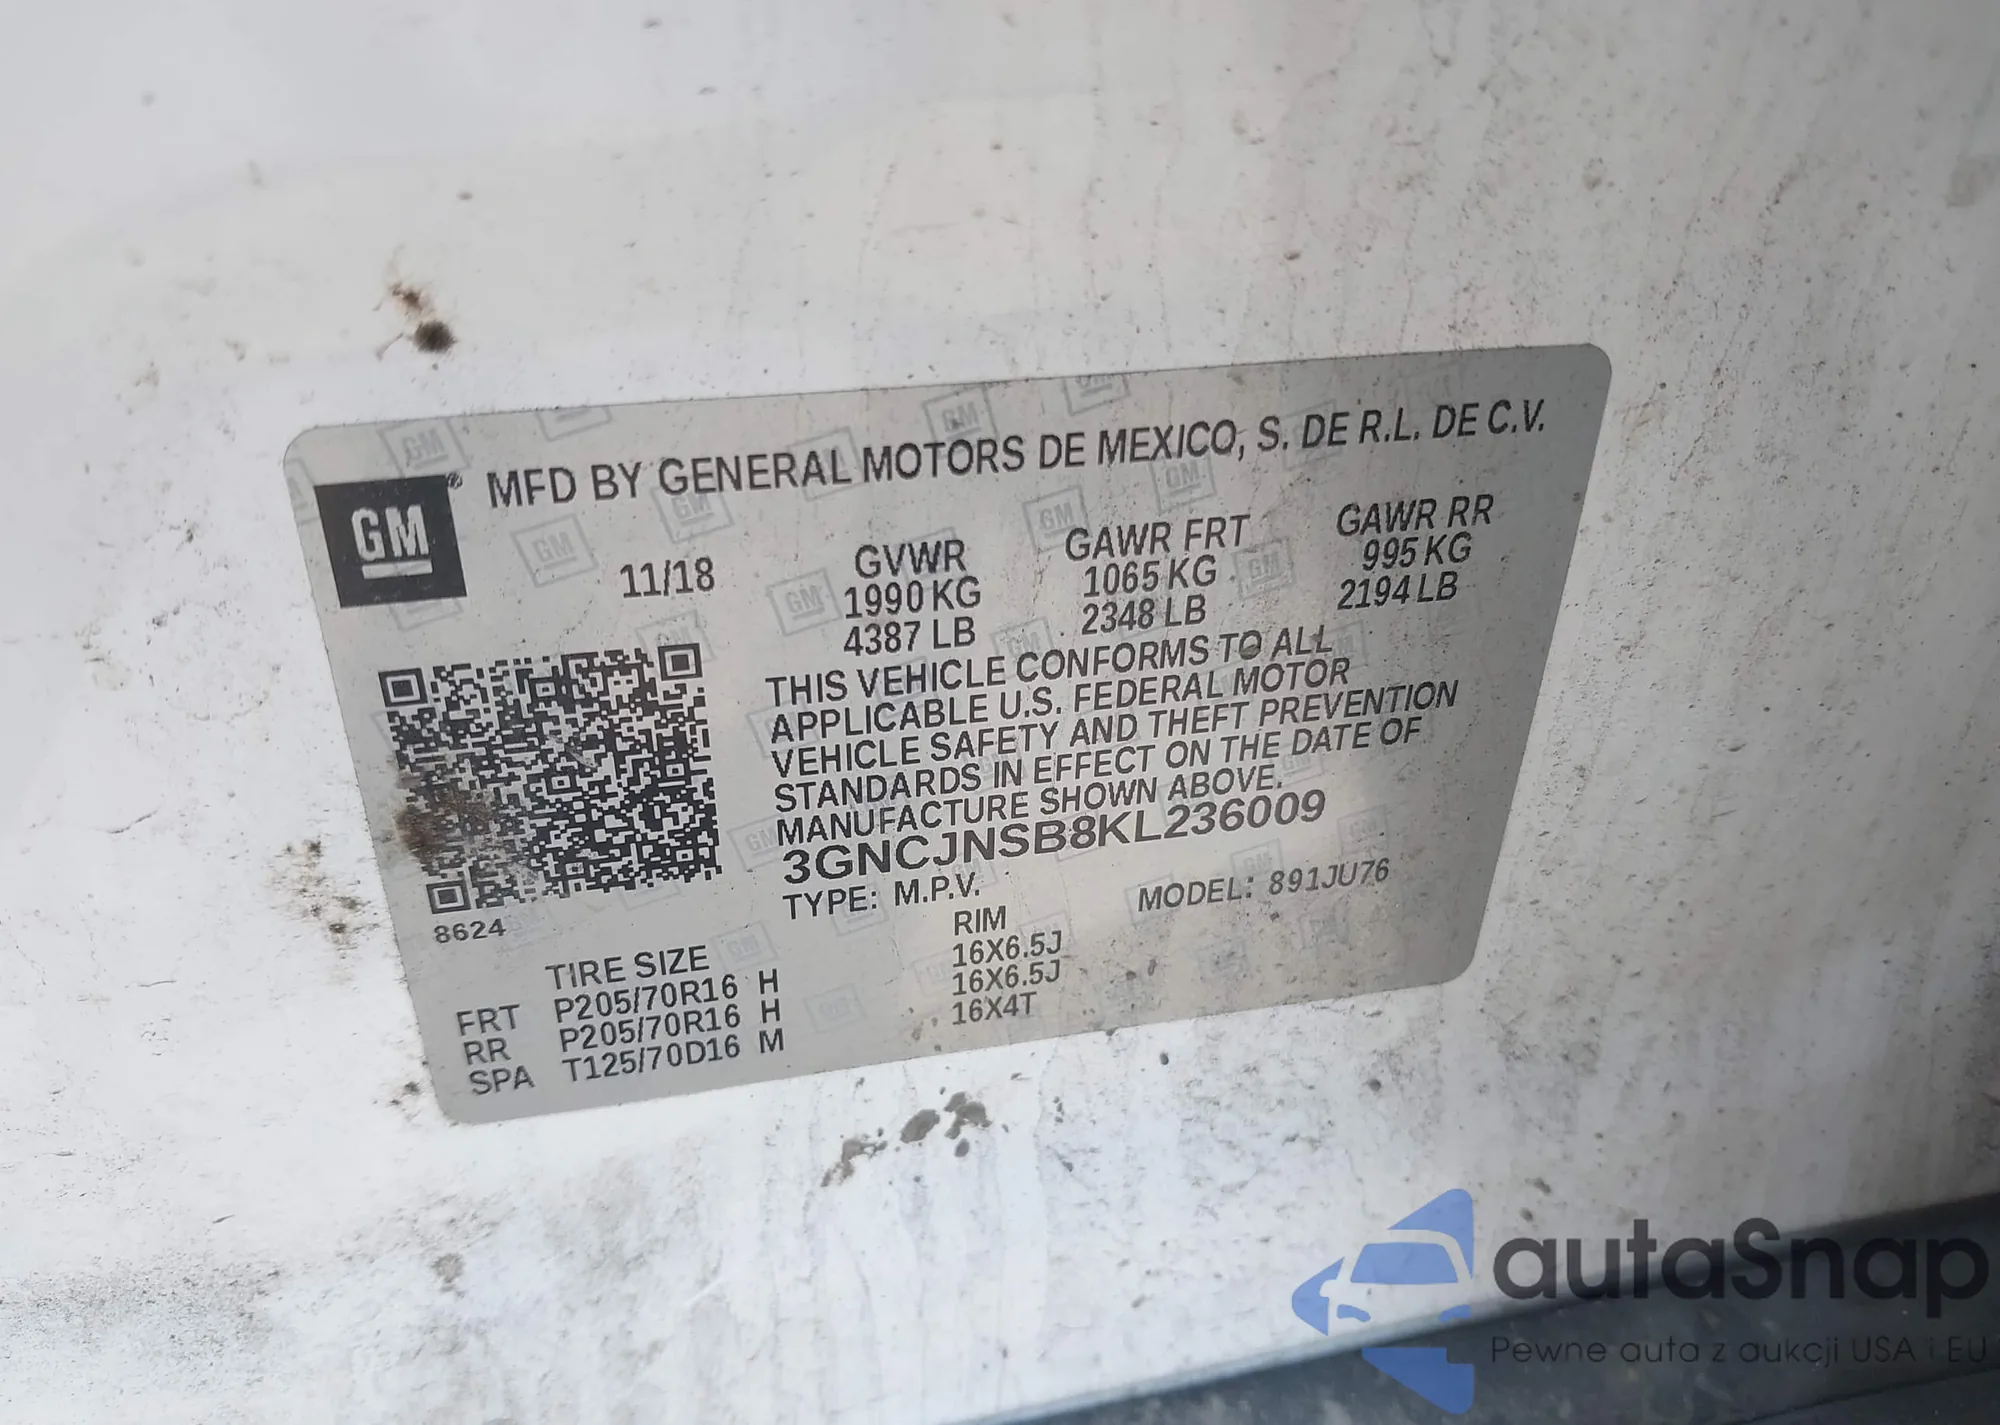 GM
MFD BY GENERAL MOTORS DE MEXICO, S. DE R.L. DE C.V.
11/18
GVWR GAWR FRT GAWR RR
1990 KG 1065 KG 995 KG
4387 LB 2348 LB 2194 LB
THIS VEHICLE CONFORMS TO ALL
APPLICABLE U.S. FEDERAL MOTOR
VEHICLE SAFETY AND THEFT PREVENTION
STANDARDS IN EFFECT ON THE DATE OF
MANUFACTURE SHOWN ABOVE.
3GNCJNSB8KL236009
TYPE: M.P.V. MODEL: 891JU76
8624
TIRE SIZE RIM
FRT P205/70R16 H 16X6.5J
RR P205/70R16 H 16X6.5J
SPA T125/70D16 M 16X4T
autaSnap
Pewne auta z aukcji USA i EU